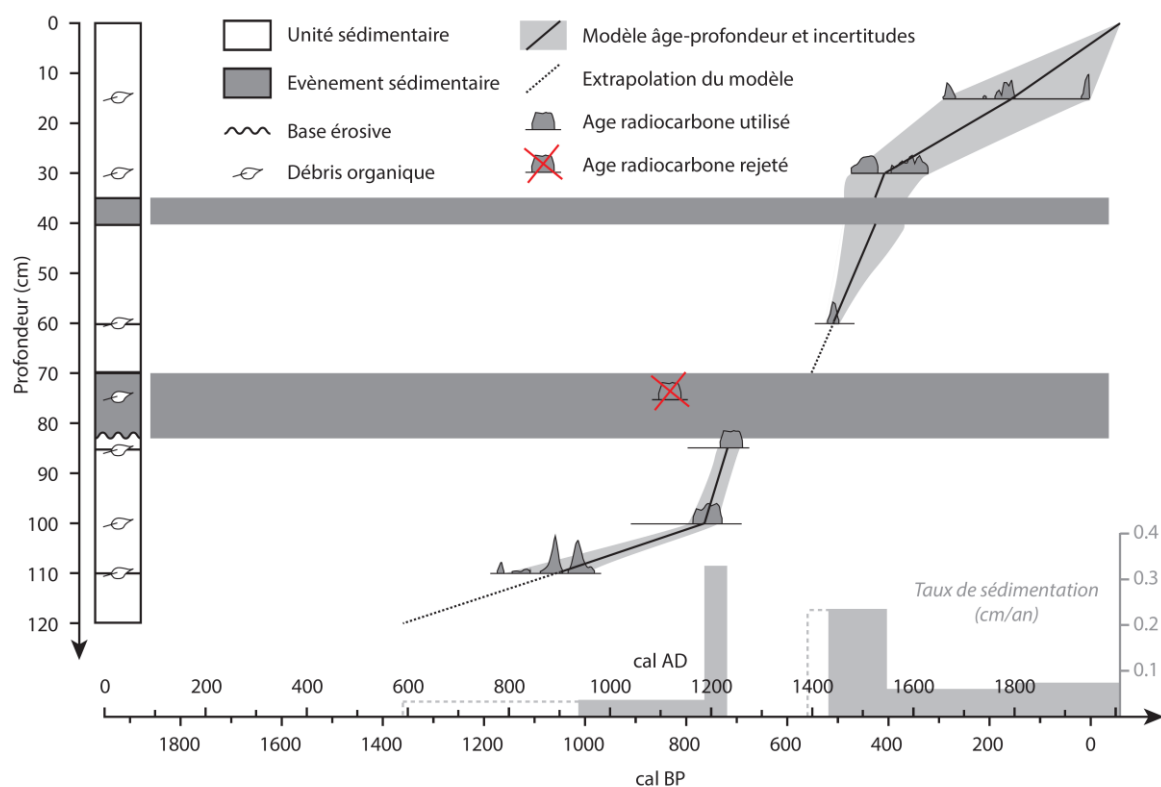 0
10
20
30
40
50
60
70
80
90
100
110
120
Profondeur (cm)
Unité sédimentaire
Evènement sédimentaire
Base érosive
Débris organique
Modèle âge-profondeur et incertitudes
Extrapolation du modèle
Age radiocarbone utilisé
Age radiocarbone rejeté
0.4
0.3
0.2
0.1
Taux de sédimentation
(cm/an)
cal AD
0 200 400 600 800 1000 1200 1400 1600 1800
1800 1600 1400 1200 1000 800 600 400 200 0
cal BP